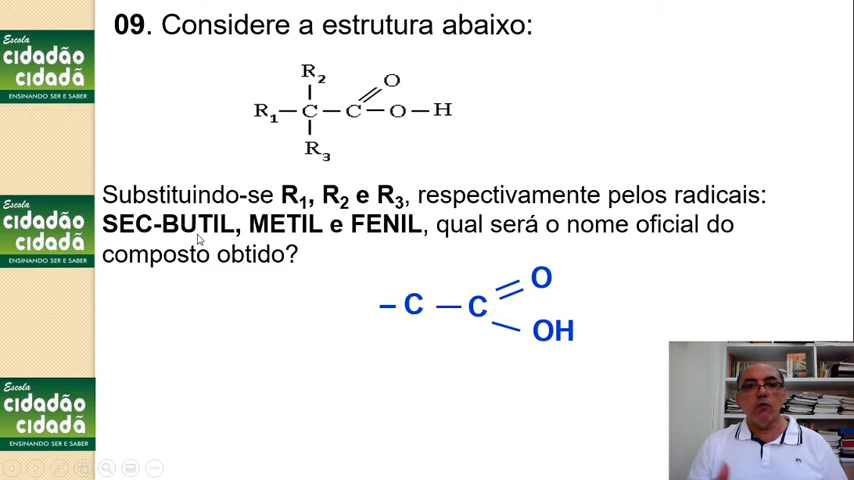 09. Considere a estrutura abaixo:
Escola
cidadão
cidadã
ENSINANDO SER E SABER
R2
O
R1—C—C—O—H
R3
Substituindo-se R1, R2 e R3, respectivamente pelos radicais:
SEC-BUTIL, METIL e FENIL, qual será o nome oficial do
composto obtido?
Escola
cidadão
cidadã
ENSINANDO SER E SABER
O
– C — C
OH
Escola
cidadão
cidadã
ENSINANDO SER E SABER